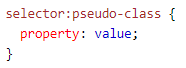 selector:pseudo-class {
  property: value;
}